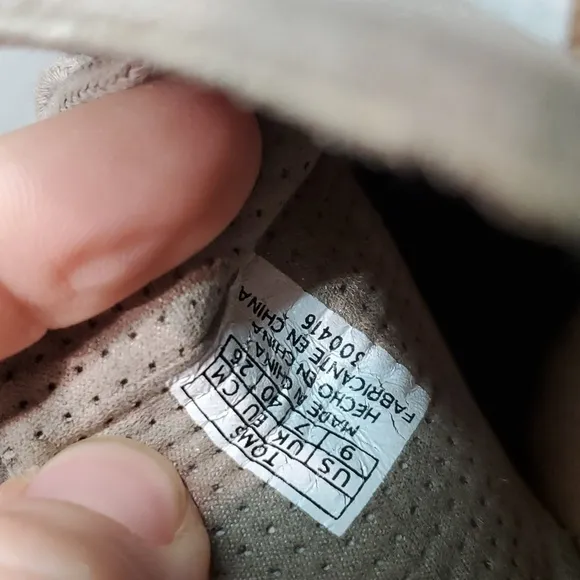 TOMS
US UK EU CM
9 7 40 26
MADE IN CHINA
HECHO EN CHINA
FABRICANTE EN CHINA
300416